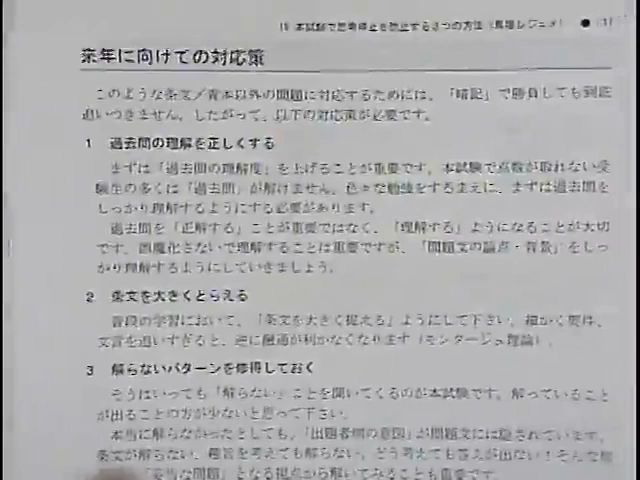 本試験で思考停止を防止する3つの方法（真理レジュメ）
来年に向けての対応策
このような条文／青本以外の問題に対応するためには、「暗記」で勝負しても到底
追いつきません。したがって、以下の対応策が必要です。
1 過去問の理解を正しくする
まずは「過去問の理解度」を上げることが重要です。本試験で点数が取れない受
験生の多くは「過去問」が解けません。色々な勉強をするまえに、まずは過去問を
しっかり理解するようにする必要があります。
過去問を「正解する」ことが重要ではなく、「理解する」ようになることが大切
です。図魔化さないで理解することは重要ですが、「問題文の論点・背景」をしっ
かり理解するようにしていきましょう。
2 条文を大きくとらえる
普段の学習において、「条文を大きく捉える」ようにして下さい。細かく要件、
文言を追いすぎると、逆に融通が利かなくなります（モンタージュ理論）。
3 解らないパターンを修得しておく
そうはいっても「解らない」ことを聞いてくるのが本試験です。解っていること
が出ることの方が少ないと思って下さい。
本当に解らなかったとしても、「出題者側の意図」が問題文には隠されています。
条文が解らない、趣旨を考えても解らない、どう考えても答えが出ない！そんな時
「妥当な問題」となる視点から解いてみることも重要です。